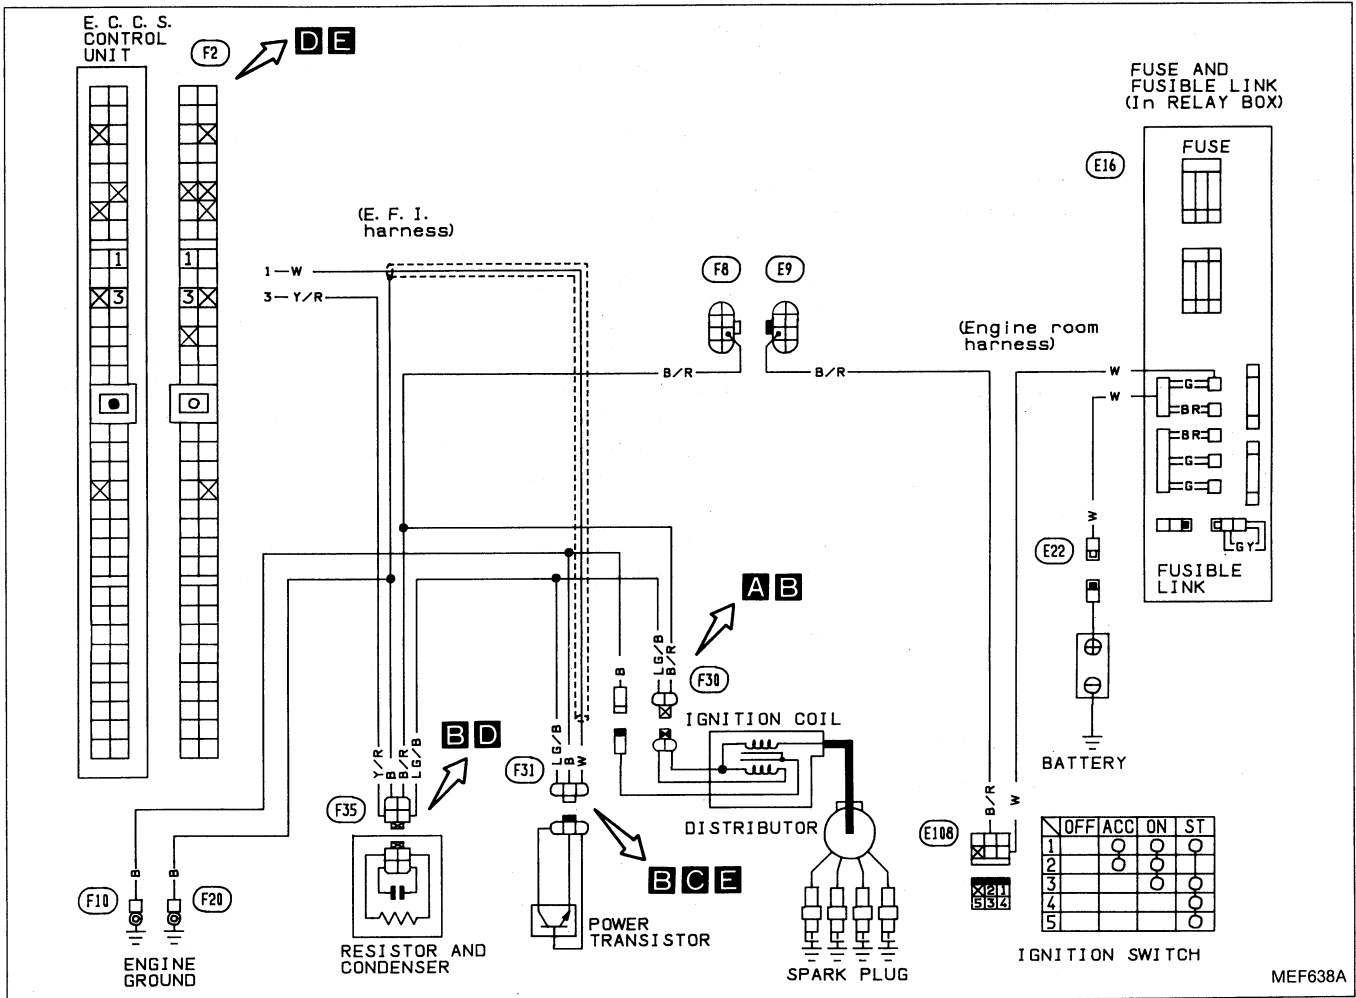 E. C. C. S.
CONTROL
UNIT
F2
D E
FUSE AND
FUSIBLE LINK
(In RELAY BOX)
FUSE
E16
(E. F. I.
harness)
1 1
1 — W
F8 E9
3 3
3 — Y/R
(Engine room
harness)
B/R B/R
W
G
W
BR
BR
G
G
W
E22
GY
FUSIBLE
LINK
A B
LG/B
B/R
B
F30
IGNITION COIL
B D
BATTERY
Y/R
B
B/R
LG/B
F31
LG/B
B
W
F35
B/R
W
DISTRIBUTOR
E108
OFF ACC ON ST
1
2
3
4
5
2 1
5 3 4
B
B
F10 F20
B C E
POWER
TRANSISTOR
RESISTOR AND
CONDENSER
ENGINE
GROUND
SPARK PLUG
IGNITION SWITCH
MEF638A